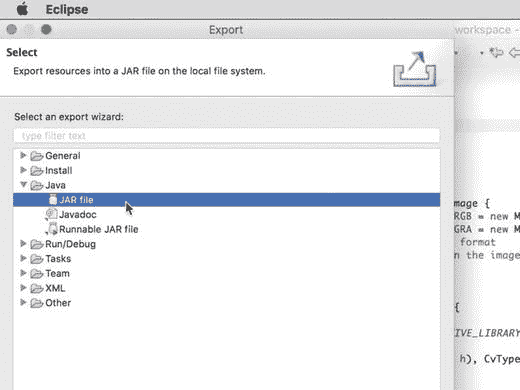 Eclipse
Export
workspace -
Select
Export resources into a JAR file on the local file system.
Select an export wizard:
type filter text
General
Install
Java
JAR file
Javadoc
Runnable JAR file
Run/Debug
Tasks
Team
XML
Other
mage {
RGB = new M
GRA = new M
format
n the image
{
IVE_LIBRARY
h), CvType